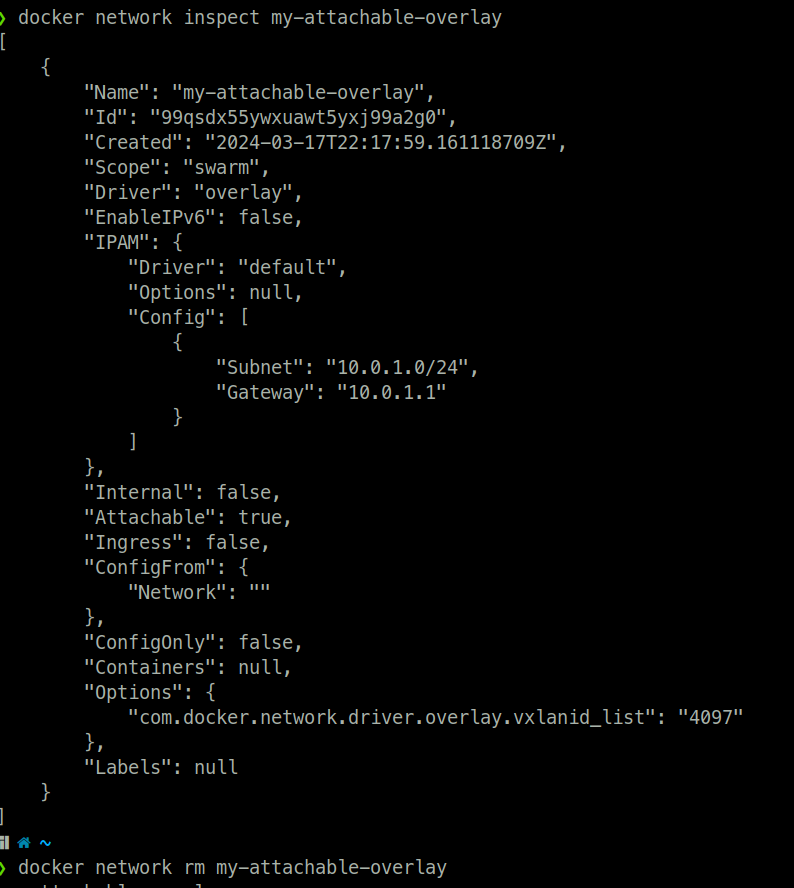 ❯ docker network inspect my-attachable-overlay
[
    {
        "Name": "my-attachable-overlay",
        "Id": "99qsdx55ywxuawt5yxj99a2g0",
        "Created": "2024-03-17T22:17:59.161118709Z",
        "Scope": "swarm",
        "Driver": "overlay",
        "EnableIPv6": false,
        "IPAM": {
            "Driver": "default",
            "Options": null,
            "Config": [
                {
                    "Subnet": "10.0.1.0/24",
                    "Gateway": "10.0.1.1"
                }
            ]
        },
        "Internal": false,
        "Attachable": true,
        "Ingress": false,
        "ConfigFrom": {
            "Network": ""
        },
        "ConfigOnly": false,
        "Containers": null,
        "Options": {
            "com.docker.network.driver.overlay.vxlanid_list": "4097"
        },
        "Labels": null
    }
]
~
❯ docker network rm my-attachable-overlay